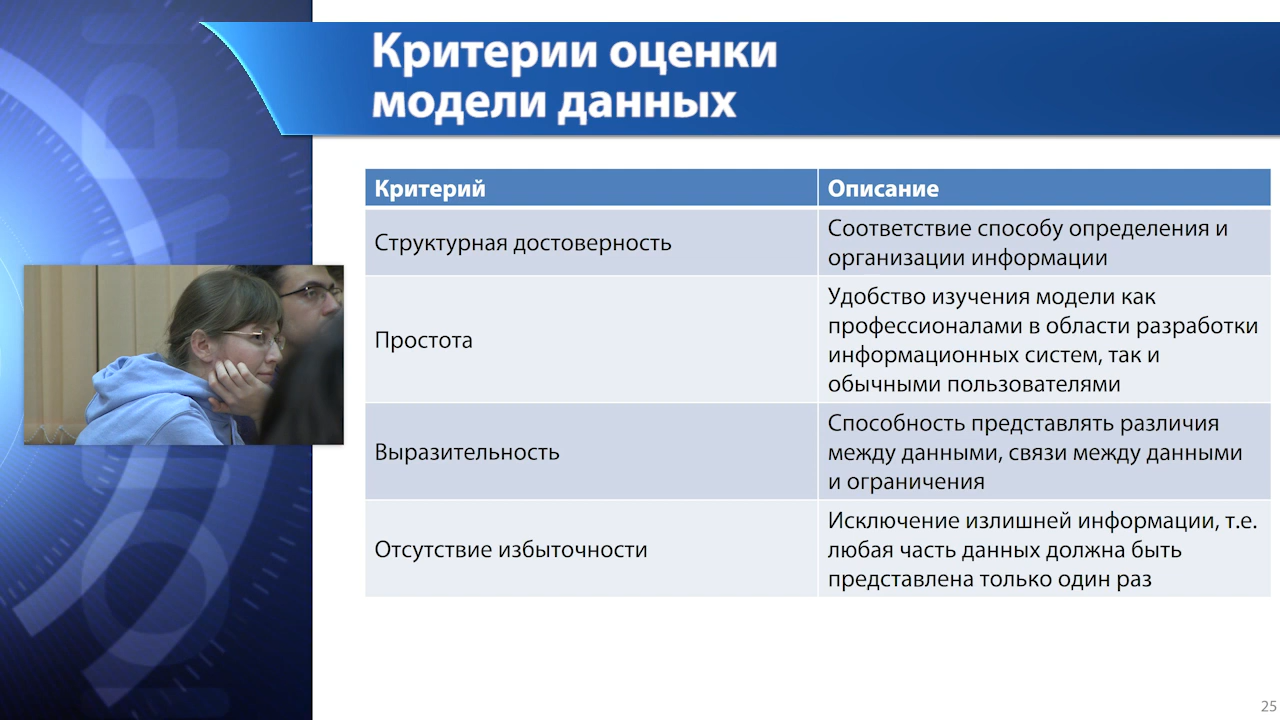 Критерии оценки
модели данных
Критерий
Описание
Структурная достоверность
Соответствие способу определения и
организации информации
Простота
Удобство изучения модели как
профессионалами в области разработки
информационных систем, так и
обычными пользователями
Выразительность
Способность представлять различия
между данными, связи между данными
и ограничения
Отсутствие избыточности
Исключение излишней информации, т.е.
любая часть данных должна быть
представлена только один раз
25